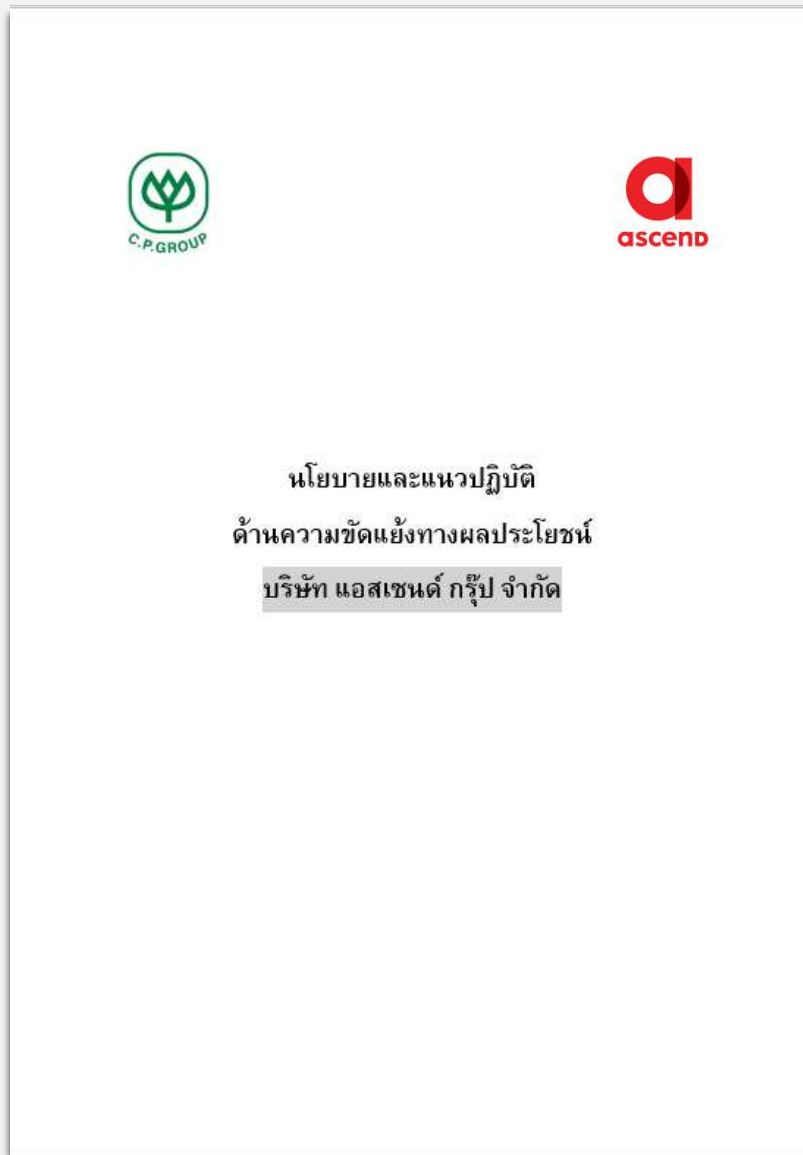 C.P.GROUP
ascend
นโยบายและแนวปฏิบัติ
ด้านความขัดแย้งทางผลประโยชน์
บริษัท แอสเซนด์ กรุ๊ป จำกัด